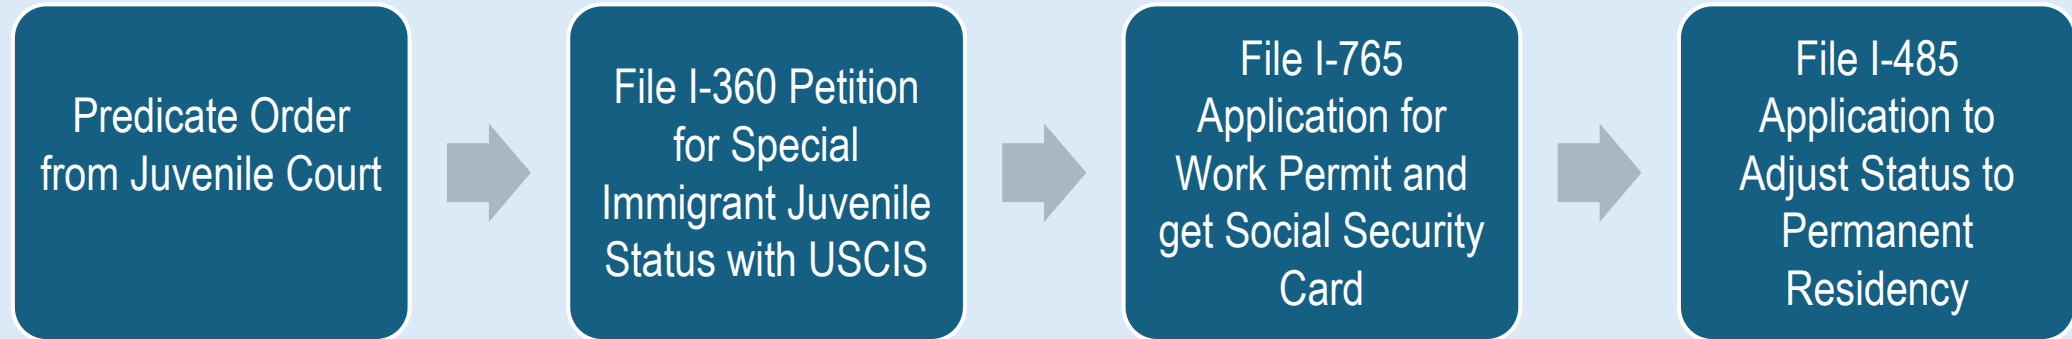 Predicate Order
from Juvenile Court
File I-360 Petition
for Special
Immigrant Juvenile
Status with USCIS
File I-765
Application for
Work Permit and
get Social Security
Card
File I-485
Application to
Adjust Status to
Permanent
Residency